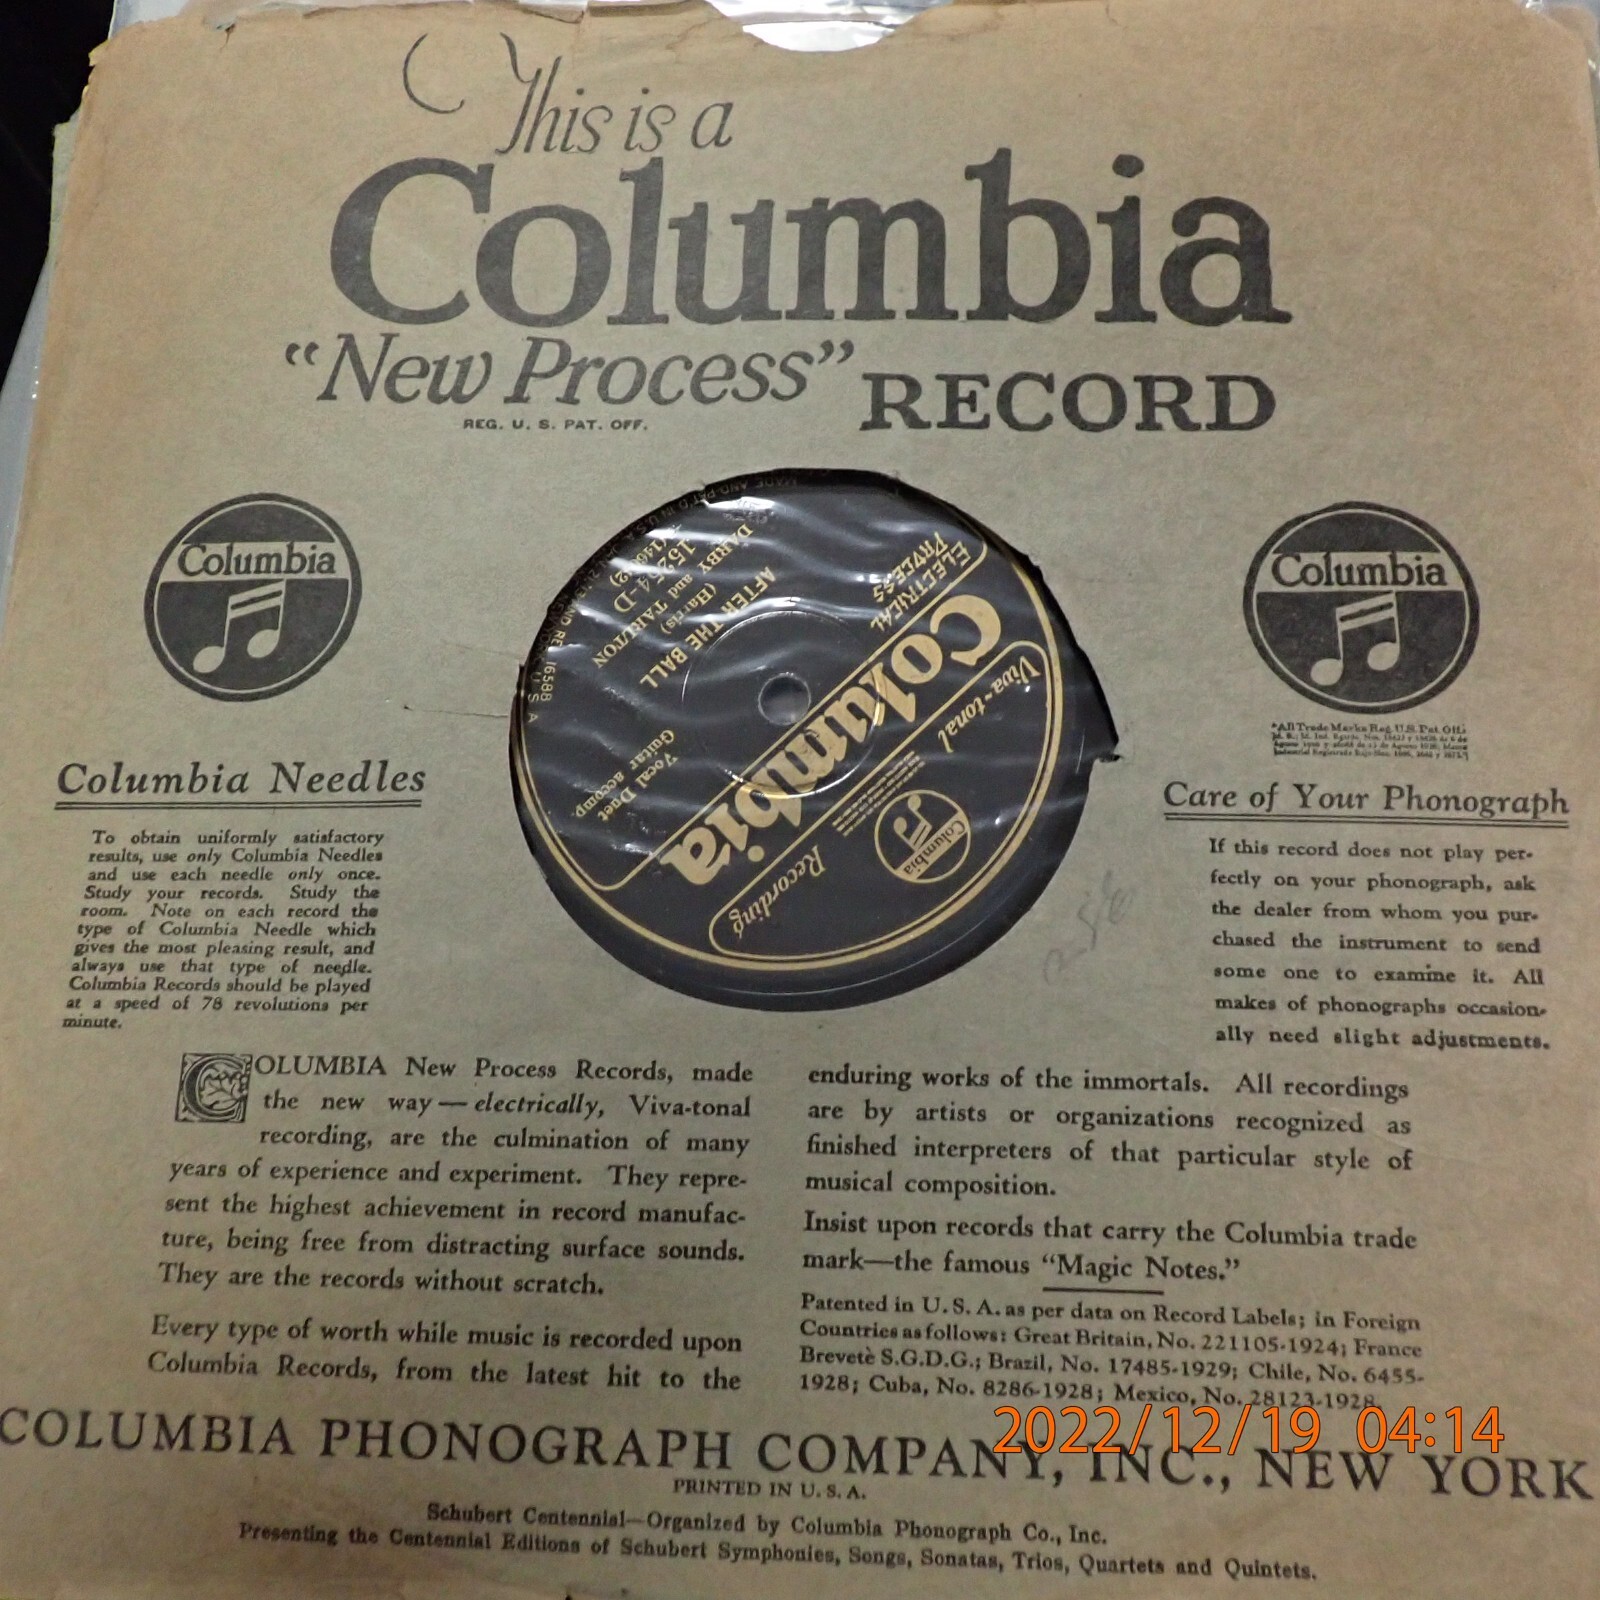 This is a
Columbia
"New Process" RECORD
REG. U. S. PAT. OFF.
Columbia
Columbia
*All Trade Marks Reg. U.S. Pat. Off.;
Columbia Needles
To obtain uniformly satisfactory
results, use only Columbia Needles
and use each needle only once.
Study your records. Study the
room. Note on each record the
type of Columbia Needle which
gives the most pleasing result, and
always use that type of needle.
Columbia Records should be played
at a speed of 78 revolutions per
minute.
Viva-tonal Recording
Columbia
Columbia
ELECTRICAL
PROCESS
Vocal Duet
Guitar accomp.
AFTER THE BALL
(Harris)
DARBY and TARLTON
15254-D
MADE AND PAT'D IN U.S.A.
16588
Care of Your Phonograph
If this record does not play per-
fectly on your phonograph, ask
the dealer from whom you pur-
chased the instrument to send
some one to examine it. All
makes of phonographs occasion-
ally need slight adjustments.
COLUMBIA New Process Records, made
the new way—electrically, Viva-tonal
recording, are the culmination of many
years of experience and experiment. They repre-
sent the highest achievement in record manufac-
ture, being free from distracting surface sounds.
They are the records without scratch.
Every type of worth while music is recorded upon
Columbia Records, from the latest hit to the
enduring works of the immortals. All recordings
are by artists or organizations recognized as
finished interpreters of that particular style of
musical composition.
Insist upon records that carry the Columbia trade
mark—the famous "Magic Notes."
Patented in U. S. A. as per data on Record Labels; in Foreign
Countries as follows: Great Britain, No. 221105-1924; France
Brevetè S.G.D.G.; Brazil, No. 17485-1929; Chile, No. 6455-
1928; Cuba, No. 8286-1928; Mexico, No. 28123-1928.
2022/12/19 04:14
COLUMBIA PHONOGRAPH COMPANY, INC., NEW YORK
PRINTED IN U. S. A.
Schubert Centennial—Organized by Columbia Phonograph Co., Inc.
Presenting the Centennial Editions of Schubert Symphonies, Songs, Sonatas, Trios, Quartets and Quintets.